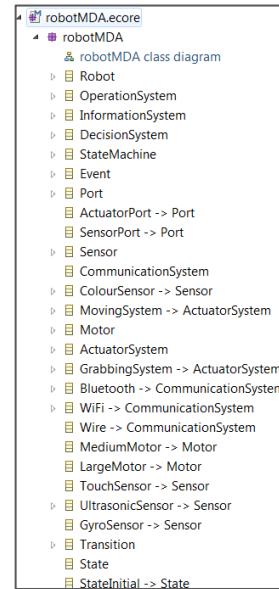 robotMDA.ecore
robotMDA
robotMDA class diagram
Robot
OperationSystem
InformationSystem
DecisionSystem
StateMachine
Event
Port
ActuatorPort -> Port
SensorPort -> Port
Sensor
CommunicationSystem
ColourSensor -> Sensor
MovingSystem -> ActuatorSystem
Motor
ActuatorSystem
GrabbingSystem -> ActuatorSystem
Bluetooth -> CommunicationSystem
WiFi -> CommunicationSystem
Wire -> CommunicationSystem
MediumMotor -> Motor
LargeMotor -> Motor
TouchSensor -> Sensor
UltrasonicSensor -> Sensor
GyroSensor -> Sensor
Transition
State
StateInitial -> State